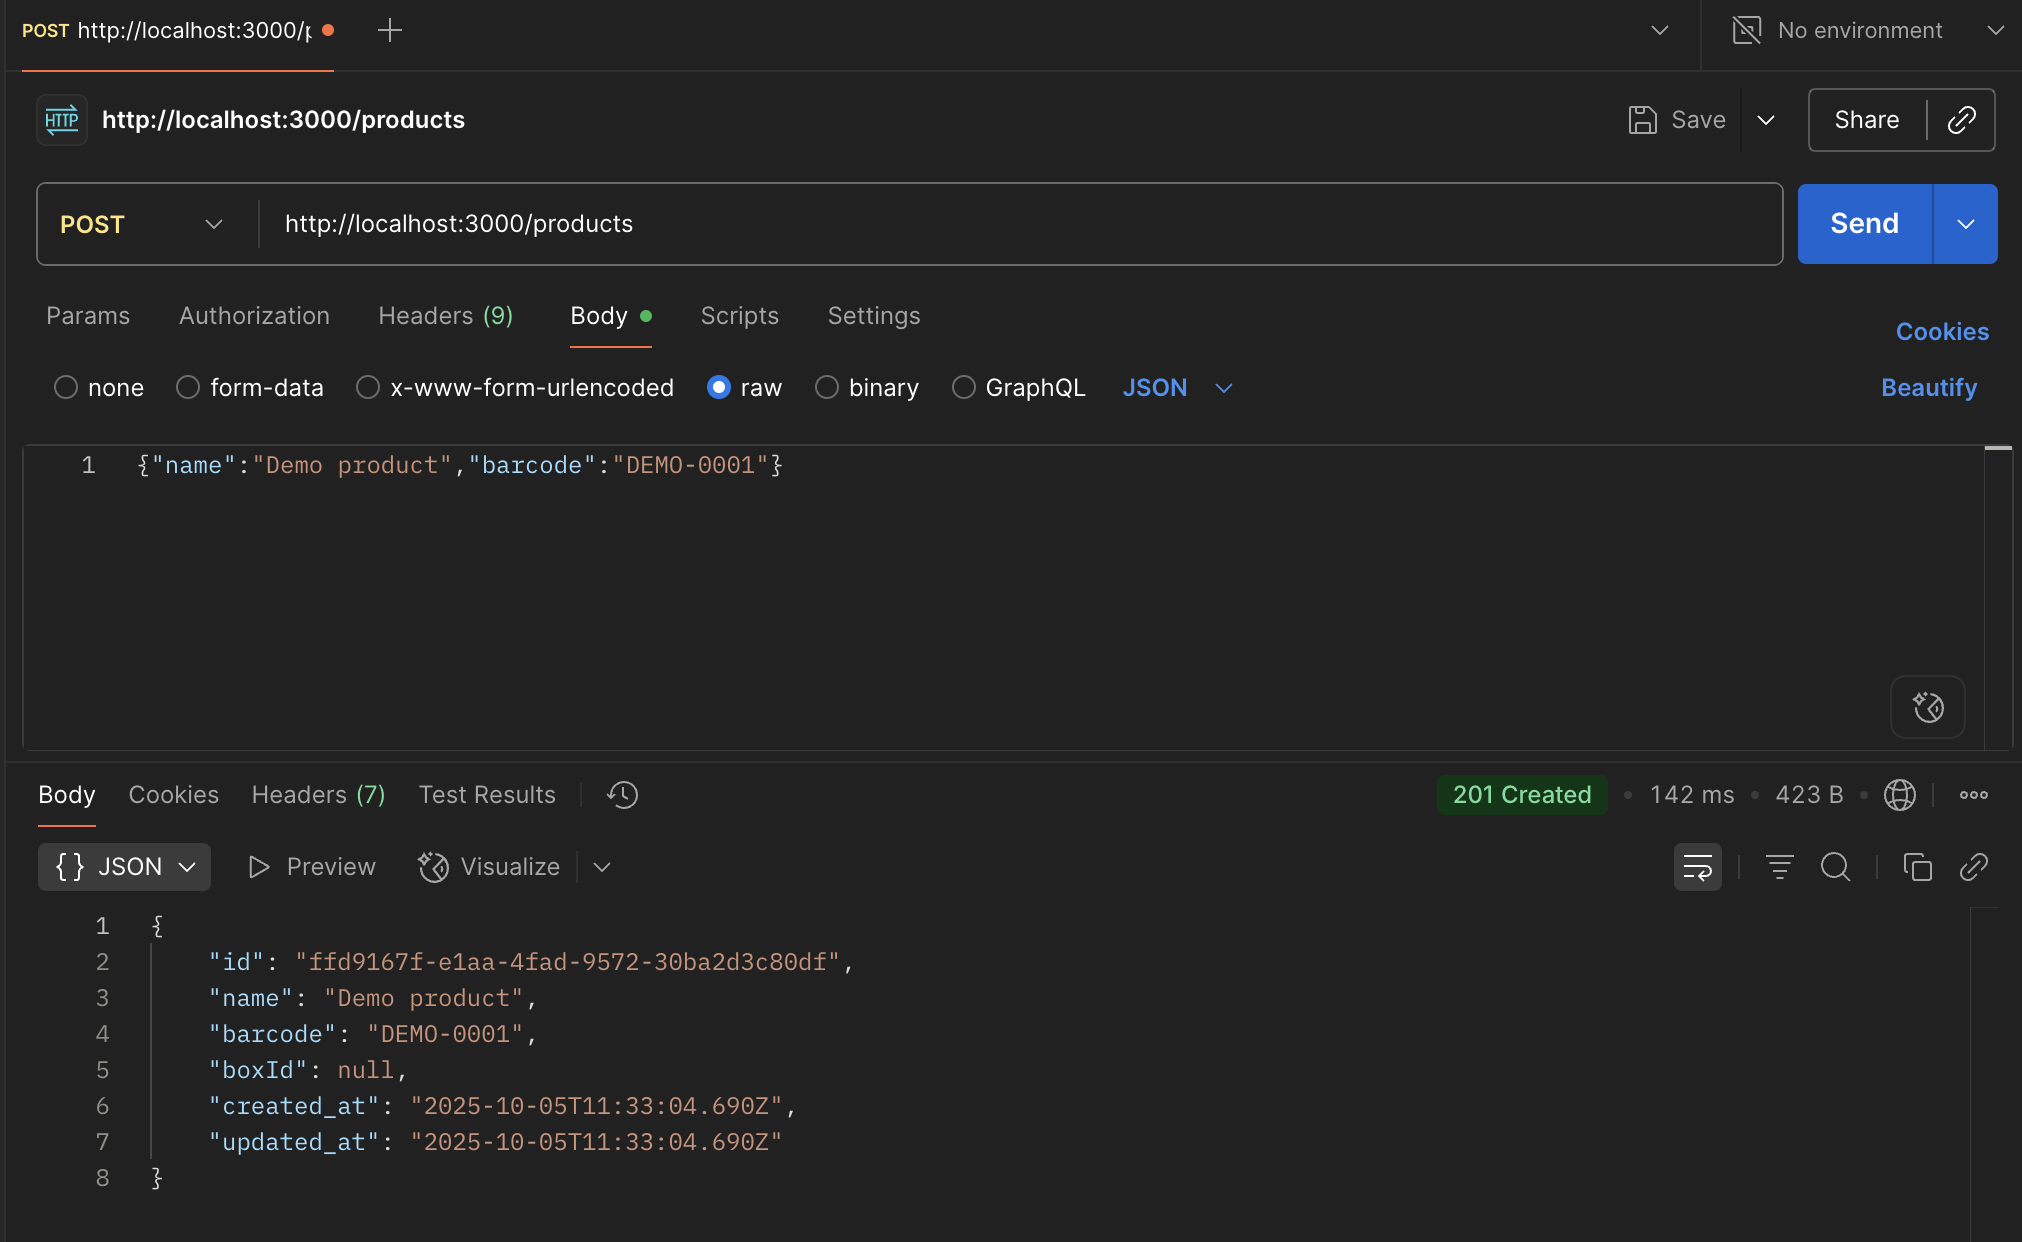 POST http://localhost:3000/p
No environment
HTTP http://localhost:3000/products
Save
Share
POST http://localhost:3000/products
Send
Params Authorization Headers (9) Body Scripts Settings
Cookies
none form-data x-www-form-urlencoded raw binary GraphQL JSON
Beautify
1 {"name":"Demo product","barcode":"DEMO-0001"}
Body Cookies Headers (7) Test Results
201 Created • 142 ms • 423 B •
{} JSON Preview Visualize
1 {
2 "id": "ffd9167f-e1aa-4fad-9572-30ba2d3c80df",
3 "name": "Demo product",
4 "barcode": "DEMO-0001",
5 "boxId": null,
6 "created_at": "2025-10-05T11:33:04.690Z",
7 "updated_at": "2025-10-05T11:33:04.690Z"
8 }